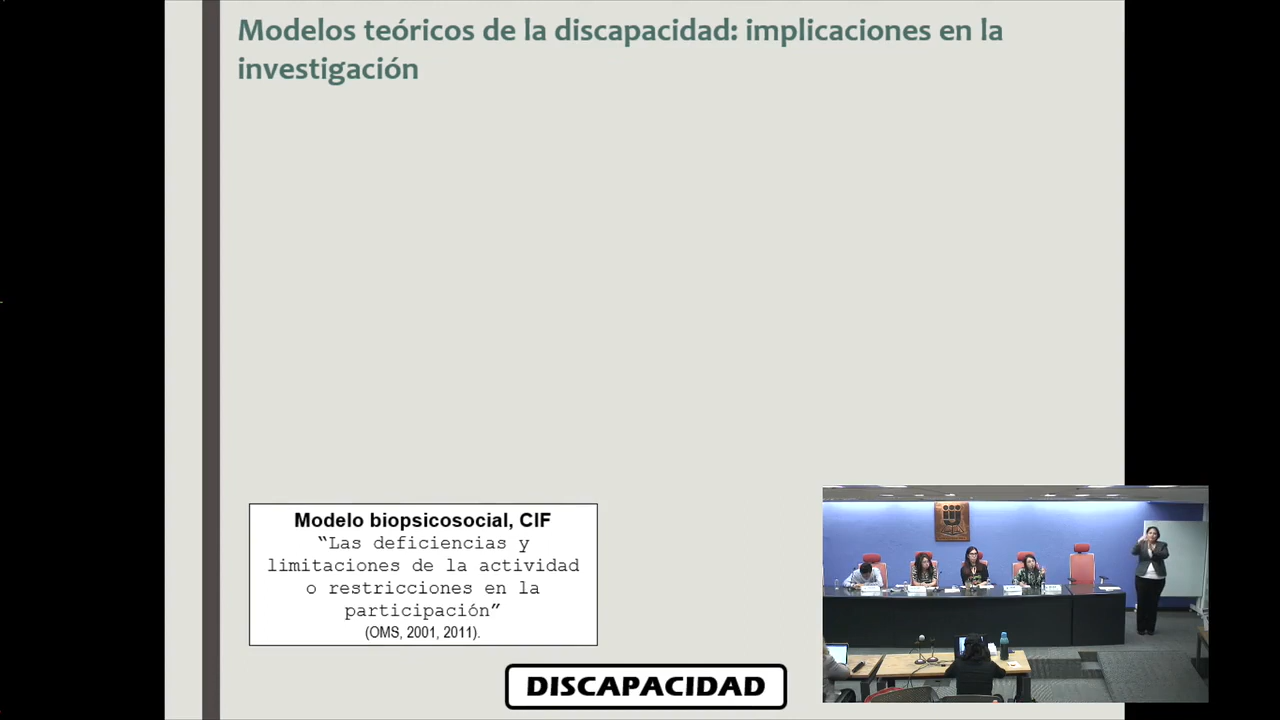 Modelos teóricos de la discapacidad: implicaciones en la
investigación
Modelo biopsicosocial, CIF
“Las deficiencias y
limitaciones de la actividad
o restricciones en la
participación”
(OMS, 2001, 2011).
DISCAPACIDAD
iij